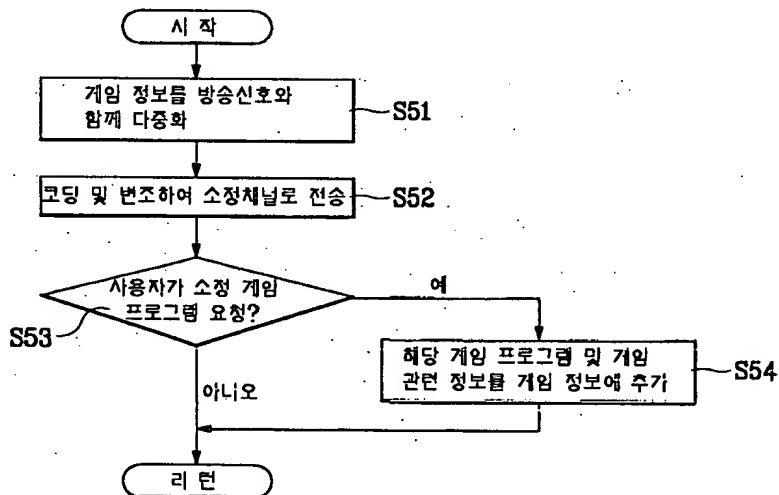 시 작
게임 정보를 방송신호와
함께 다중화
S51
코딩 및 변조하여 소정채널로 전송
S52
사용자가 소정 게임
프로그램 요청?
S53
예
해당 게임 프로그램 및 게임
관련 정보를 게임 정보에 추가
S54
아니오
리 턴